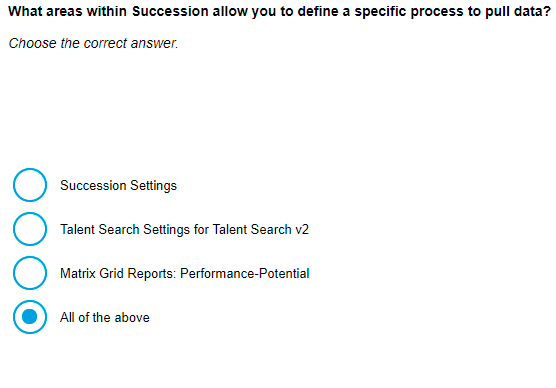 What areas within Succession allow you to define a specific process to pull data?
Choose the correct answer.
Succession Settings
Talent Search Settings for Talent Search v2
Matrix Grid Reports: Performance-Potential
All of the above